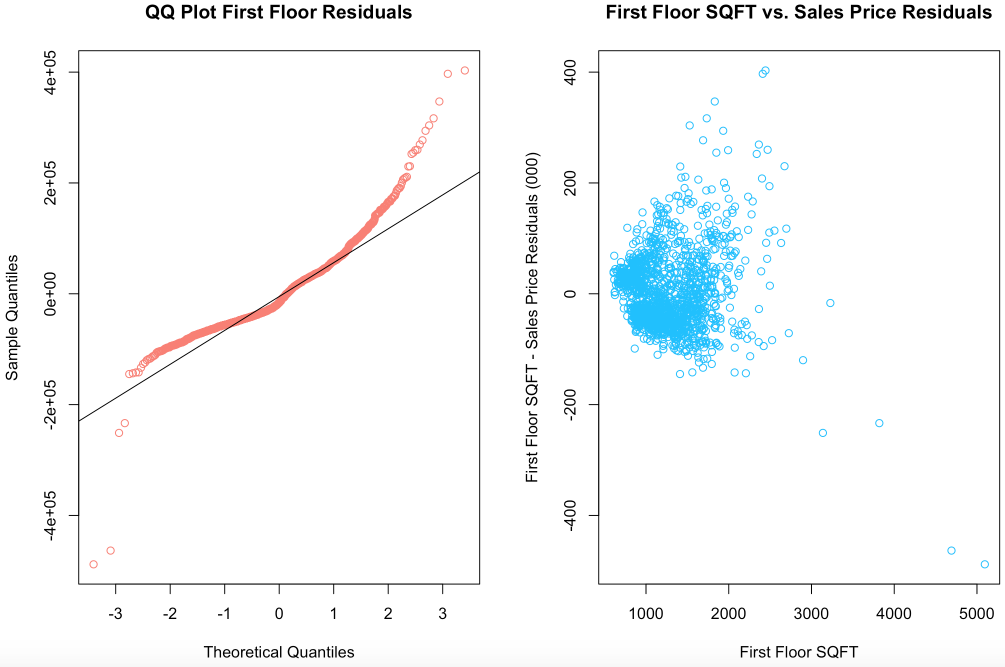 QQ Plot First Floor Residuals
Sample Quantiles
4e+05
2e+05
0e+00
-2e+05
-4e+05
-3 -2 -1 0 1 2 3
Theoretical Quantiles
First Floor SQFT vs. Sales Price Residuals
First Floor SQFT - Sales Price Residuals (000)
400
200
0
-200
-400
1000 2000 3000 4000 5000
First Floor SQFT